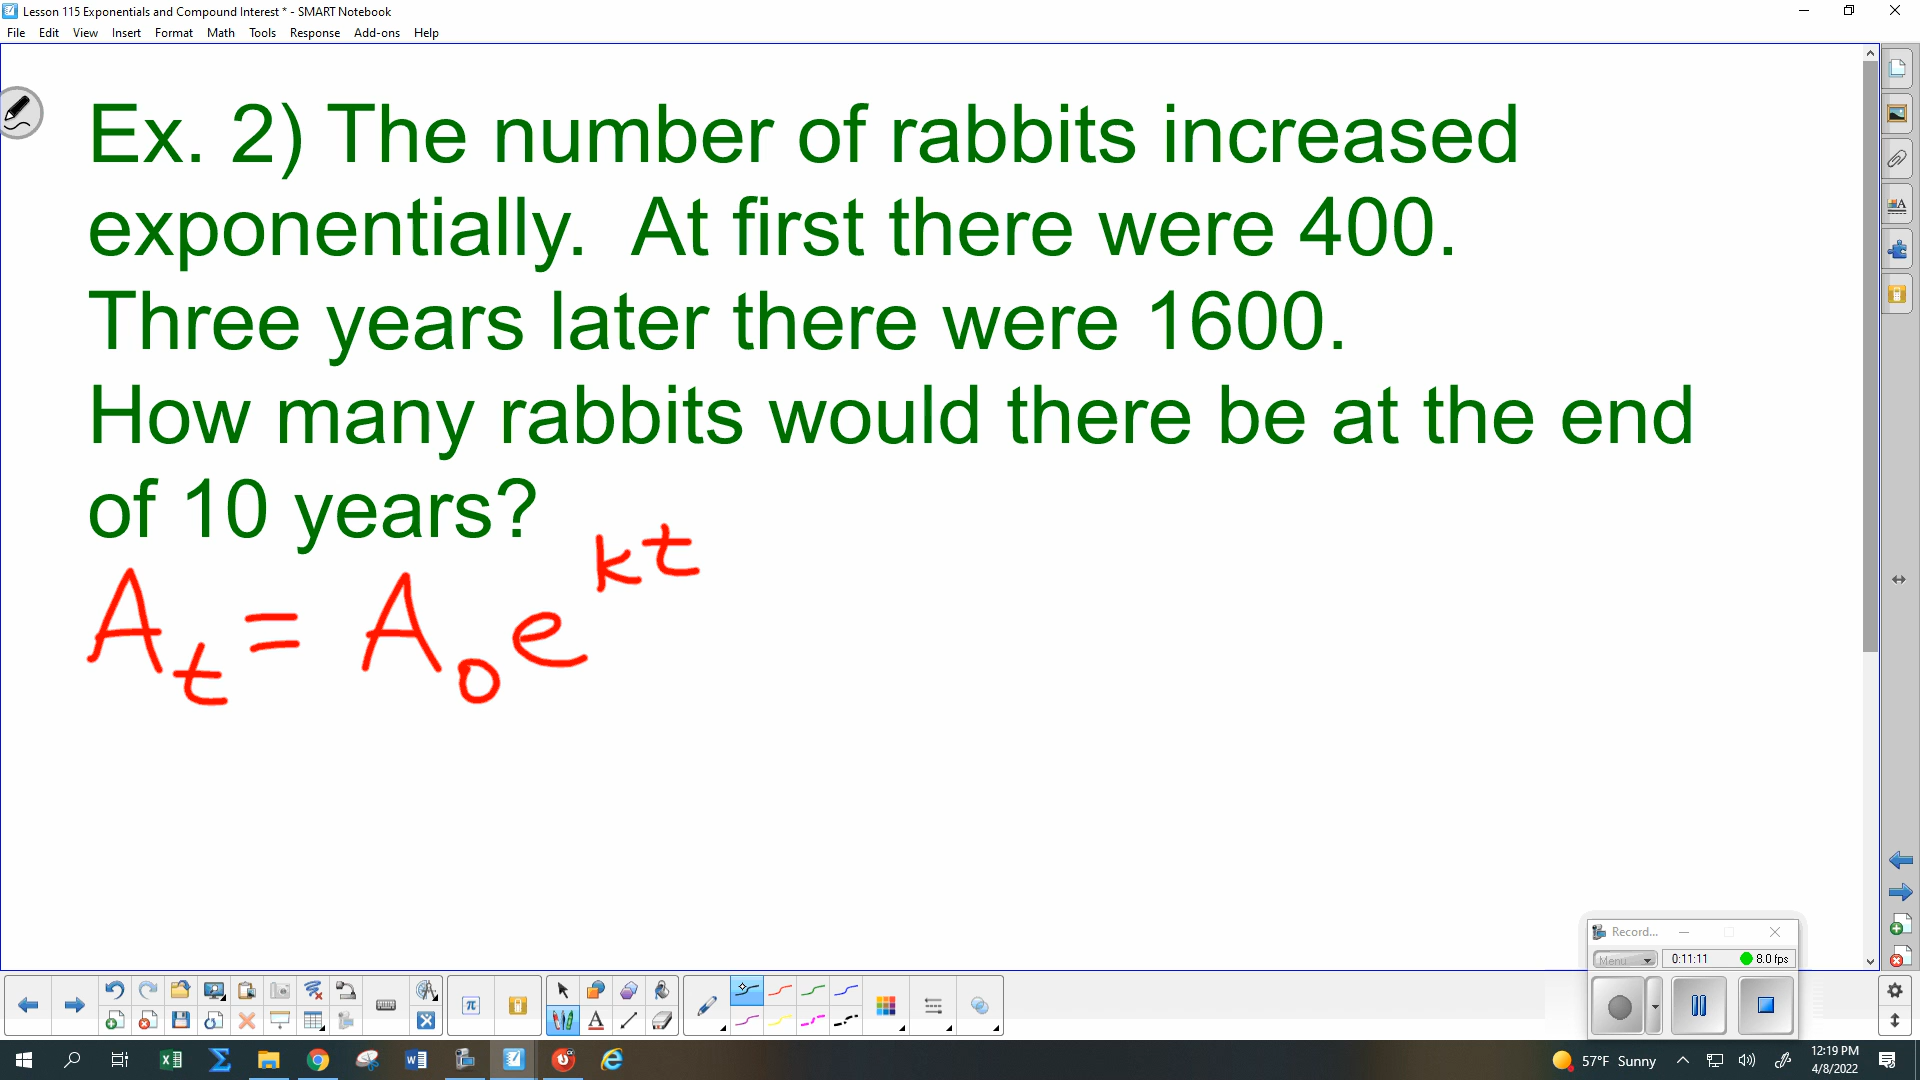 Lesson 115 Exponentials and Compound Interest * - SMART Notebook
File Edit View Insert Format Math Tools Response Add-ons Help
Ex. 2) The number of rabbits increased
exponentially.  At first there were 400.
Three years later there were 1600.
How many rabbits would there be at the end
of 10 years?
A_t = A_0 e^{kt}
Record...
Menu 0:11:11 8.0 fps
57°F Sunny
12:19 PM
4/8/2022